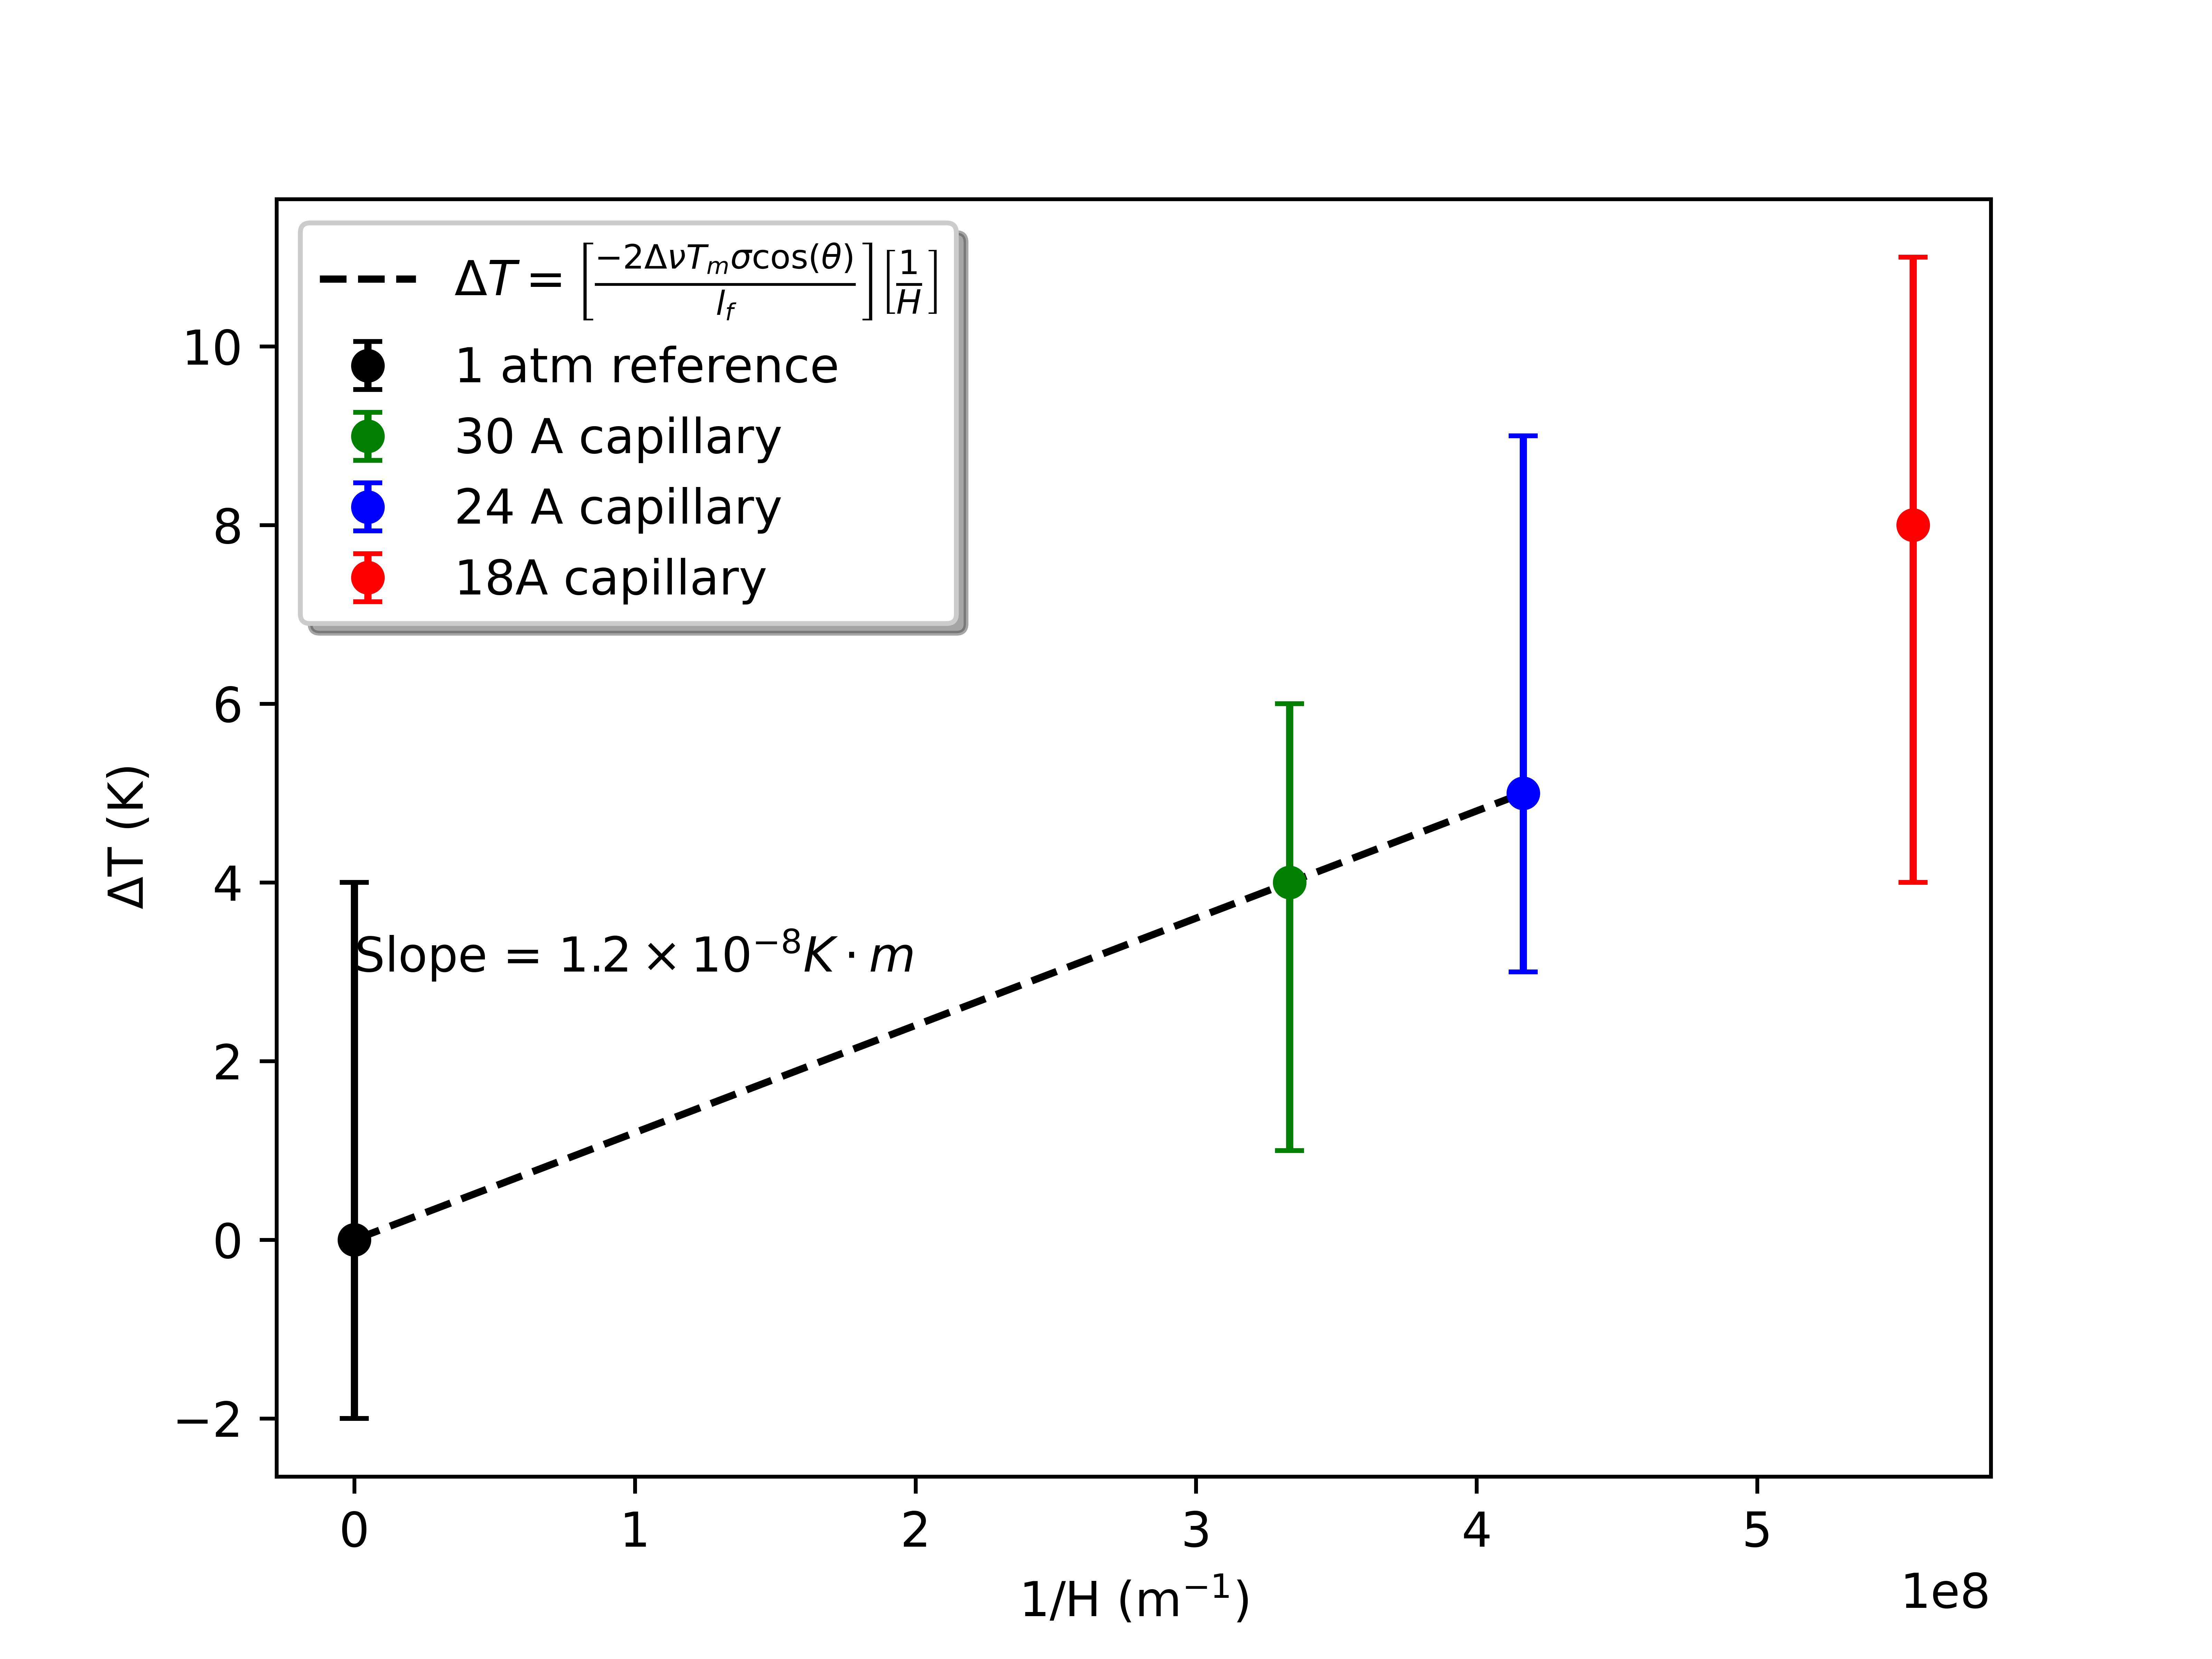 ΔT = [−2ΔνT_mσcos(θ)/l_f] [1/H]
1 atm reference
30 A capillary
24 A capillary
18A capillary
10
8
6
4
2
0
−2
ΔT (K)
Slope = 1.2 × 10⁻⁸K · m
0 1 2 3 4 5
1e8
1/H (m⁻¹)